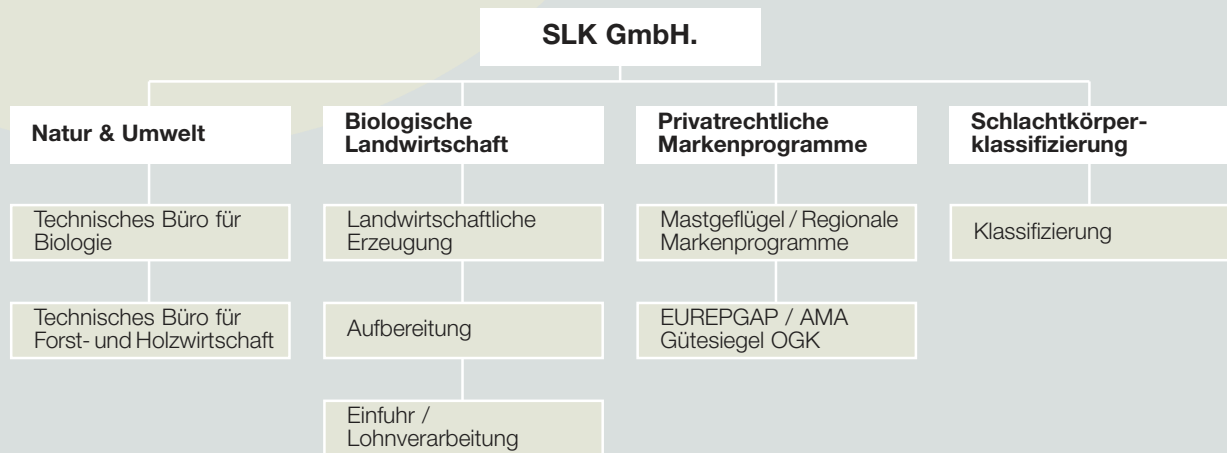 SLK GmbH.
Natur & Umwelt
Technisches Büro für
Biologie
Technisches Büro für
Forst- und Holzwirtschaft
Biologische
Landwirtschaft
Landwirtschaftliche
Erzeugung
Aufbereitung
Einfuhr /
Lohnverarbeitung
Privatrechtliche
Markenprogramme
Mastgeflügel / Regionale
Markenprogramme
EUREPGAP / AMA
Gütesiegel OGK
Schlachtkörper-
klassifizierung
Klassifizierung